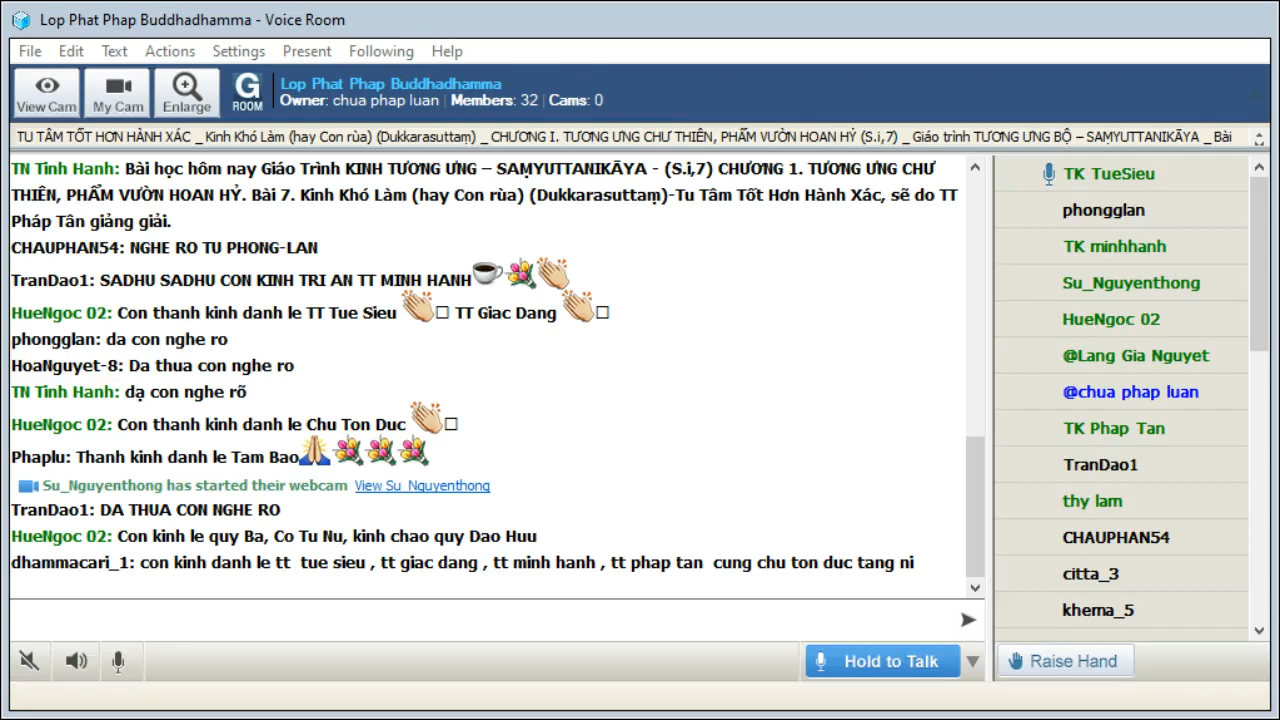 Lop Phat Phap Buddhadhamma - Voice Room
File Edit Text Actions Settings Present Following Help
View Cam My Cam Enlarge G ROOM
Lop Phat Phap Buddhadhamma
Owner: chua phap luan | Members: 32 | Cams: 0
TU TÂM TỐT HƠN HÀNH XÁC _ Kinh Khó Làm (hay Con rùa) (Dukkarasuttaṃ) _ CHƯƠNG I. TƯƠNG ƯNG CHƯ THIÊN, PHẨM VƯỜN HOAN HỶ (S.i,7) _ Giáo trình TƯƠNG ƯNG BỘ – SAṂYUTTANIKĀYA _ Bài
TN Tinh Hanh: Bài học hôm nay Giáo Trình KINH TƯƠNG ƯNG – SAṂYUTTANIKĀYA - (S.i,7) CHƯƠNG 1. TƯƠNG ƯNG CHƯ
THIÊN, PHẨM VƯỜN HOAN HỶ. Bài 7. Kinh Khó Làm (hay Con rùa) (Dukkarasuttaṃ)-Tu Tâm Tốt Hơn Hành Xác, sẽ do TT
Pháp Tân giảng giải.
CHAUPHAN54: NGHE RO TU PHONG-LAN
TranDao1: SADHU SADHU CON KINH TRI AN TT MINH HANH
HueNgoc 02: Con thanh kinh danh le TT Tue Sieu TT Giac Dang
phongglan: da con nghe ro
HoaNguyet-8: Da thua con nghe ro
TN Tinh Hanh: dạ con nghe rõ
HueNgoc 02: Con thanh kinh danh le Chu Ton Duc
Phaplu: Thanh kinh danh le Tam Bao
Su_Nguyenthong has started their webcam View Su_Nguyenthong
TranDao1: DA THUA CON NGHE RO
HueNgoc 02: Con kinh le quy Ba, Co Tu Nu, kinh chao quy Dao Huu
dhammacari_1: con kinh danh le tt tue sieu , tt giac dang , tt minh hanh , tt phap tan cung chu ton duc tang ni
TK TueSieu
phongglan
TK minhhanh
Su_Nguyenthong
HueNgoc 02
@Lang Gia Nguyet
@chua phap luan
TK Phap Tan
TranDao1
thy lam
CHAUPHAN54
citta_3
khema_5
Hold to Talk
Raise Hand